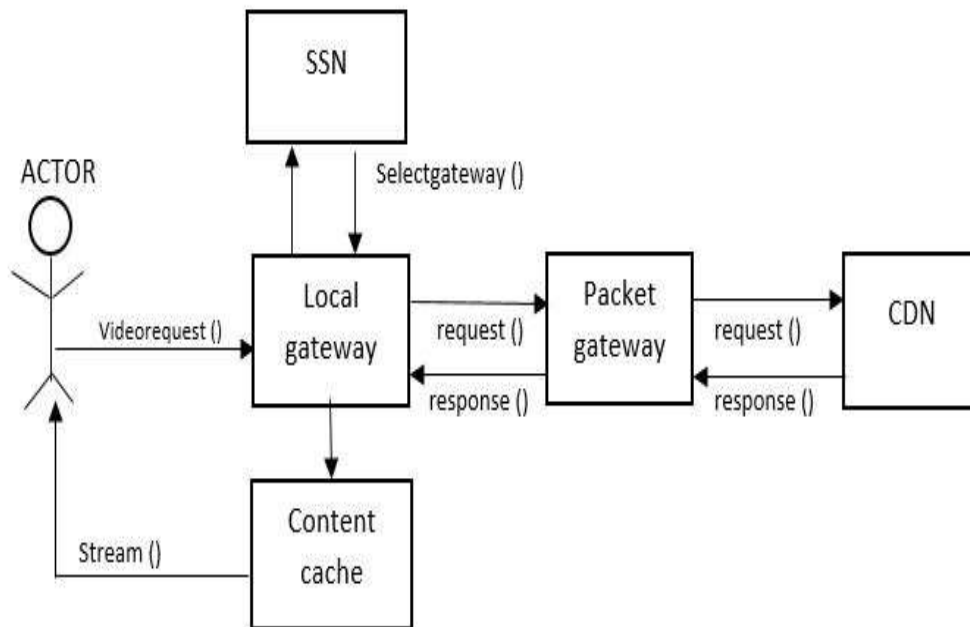 SSN
Selectgateway ()
ACTOR
Videorequest ()
Local
gateway
request ()
response ()
Packet
gateway
request ()
response ()
CDN
Content
cache
Stream ()